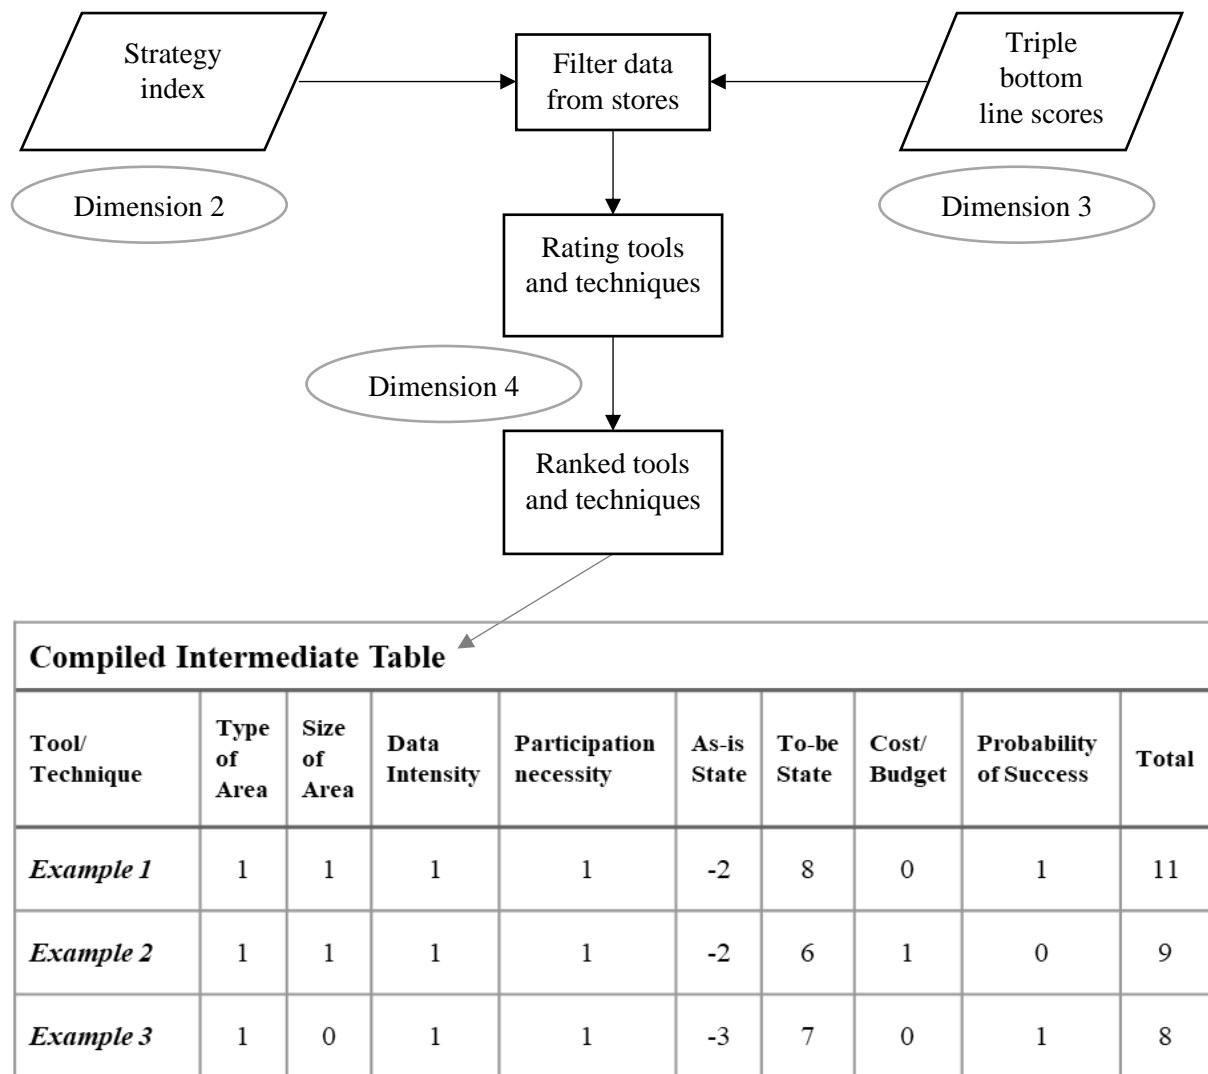 Strategy
index
Filter data
from stores
Triple
bottom
line scores
Dimension 2
Dimension 3
Rating tools
and techniques
Dimension 4
Ranked tools
and techniques
Compiled Intermediate Table
Tool/
Technique
Type
of
Area
Size
of
Area
Data
Intensity
Participation
necessity
As-is
State
To-be
State
Cost/
Budget
Probability
of Success
Total
Example 1 1 1 1 1 -2 8 0 1 11
Example 2 1 1 1 1 -2 6 1 0 9
Example 3 1 0 1 1 -3 7 0 1 8